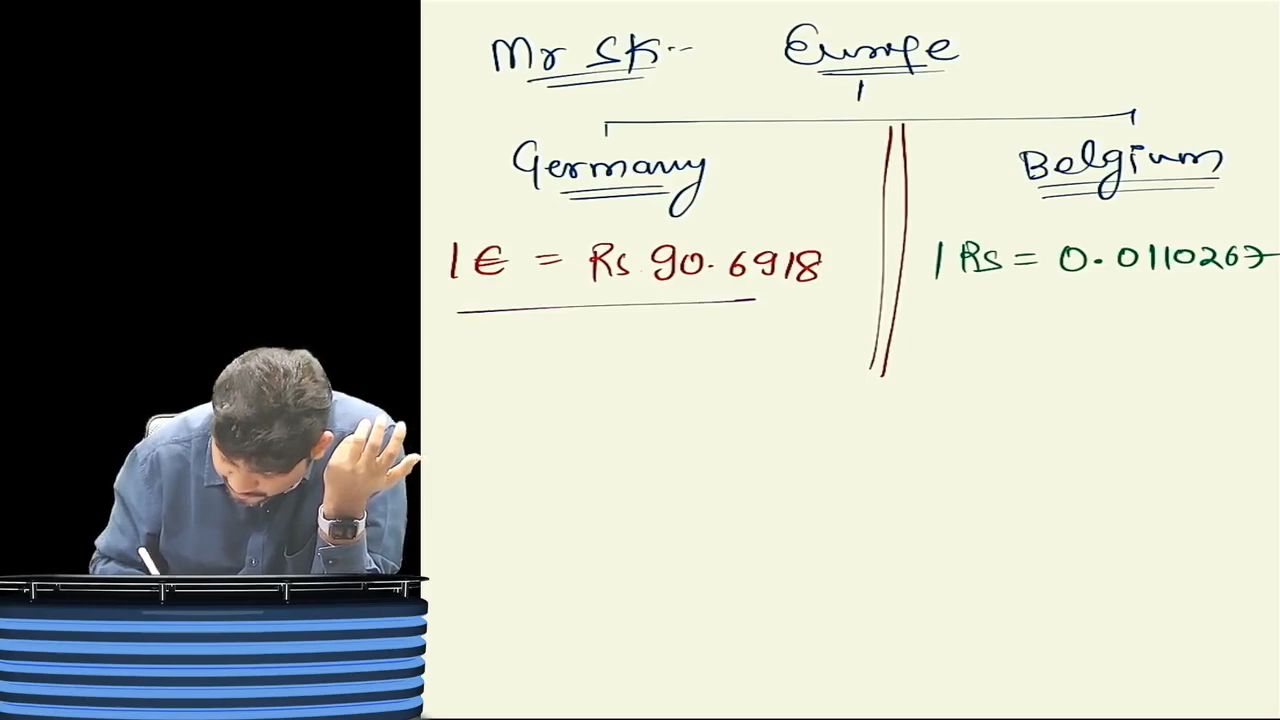 Mr SK--
Europe
Germany
Belgium
1 € = Rs 90.6918
1 RS = 0.0110267